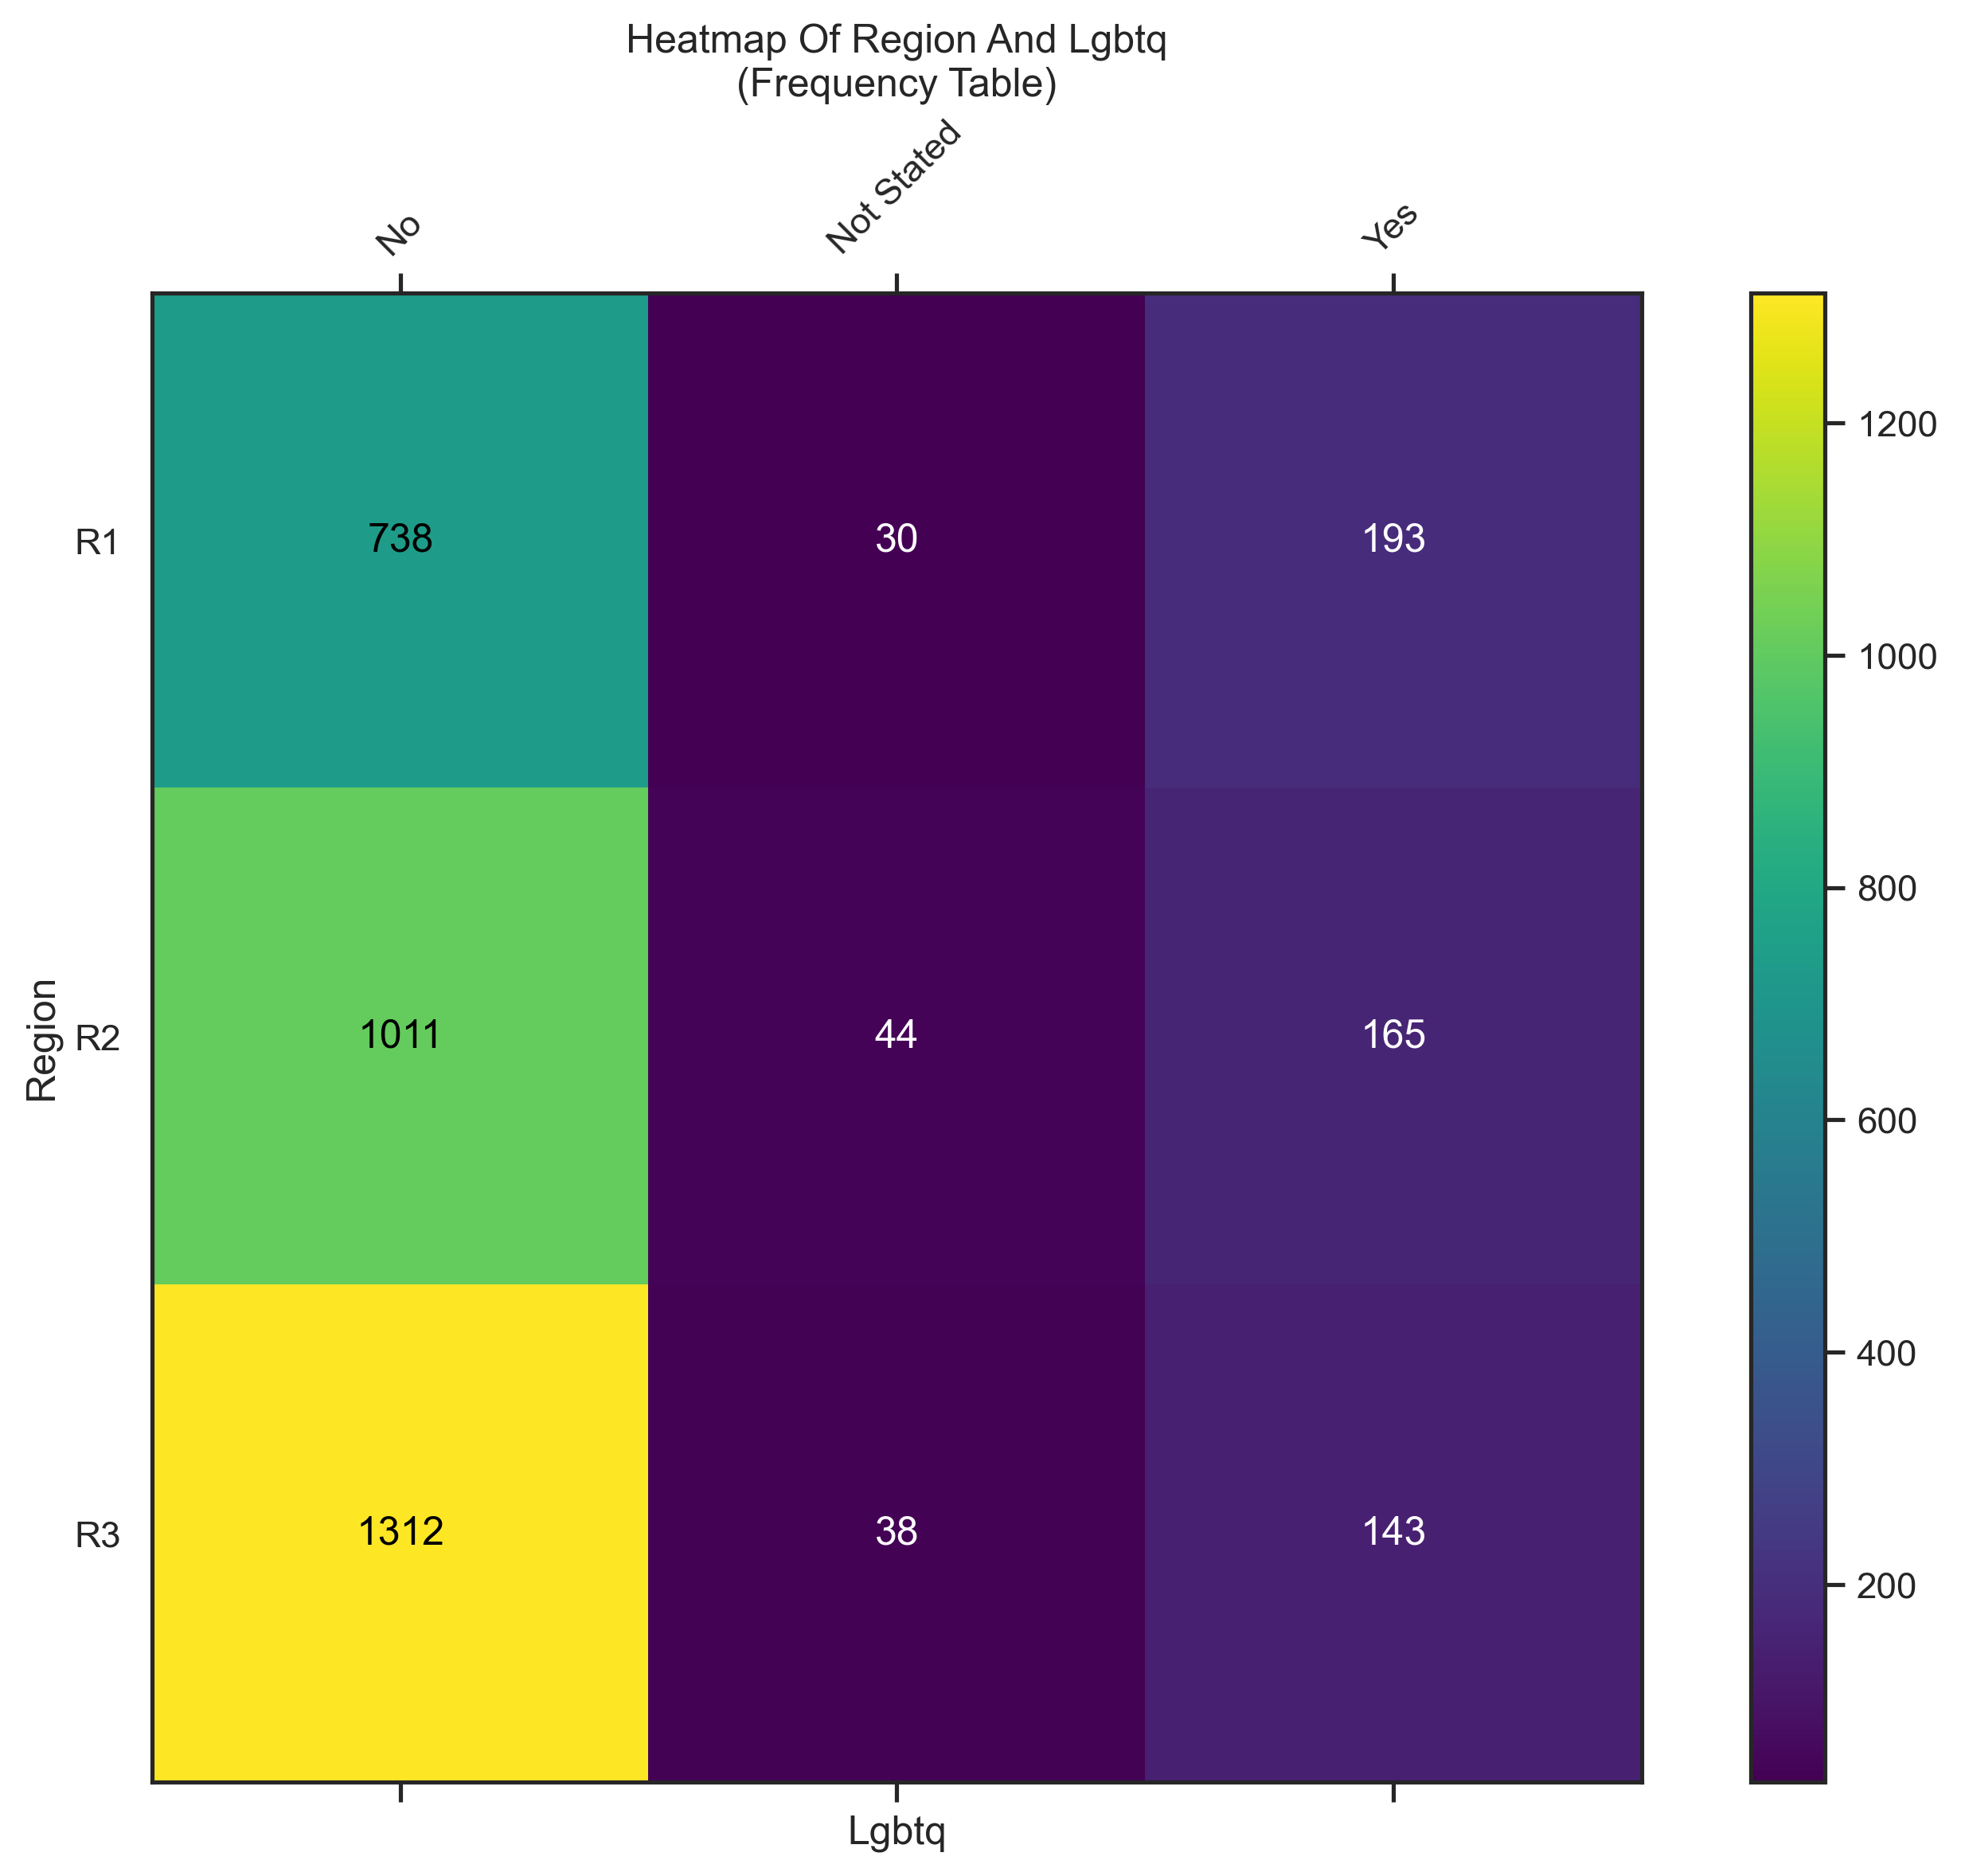 Heatmap Of Region And Lgbtq
(Frequency Table)
No
Not Stated
Yes
R1
738
30
193
1200
1000
800
Region
R2
1011
44
165
600
400
R3
1312
38
143
200
Lgbtq